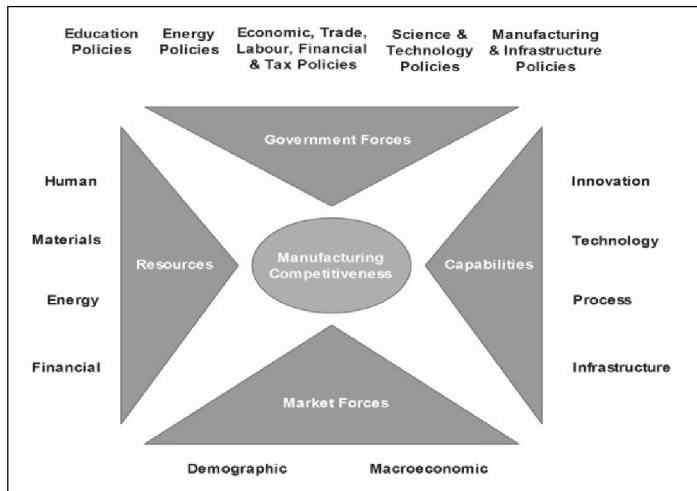 Education
Policies
Energy
Policies
Economic, Trade,
Labour, Financial
& Tax Policies
Science &
Technology
Policies
Manufacturing
& Infrastructure
Policies
Government Forces
Human
Materials
Energy
Financial
Resources
Manufacturing
Competitiveness
Capabilities
Innovation
Technology
Process
Infrastructure
Market Forces
Demographic
Macroeconomic